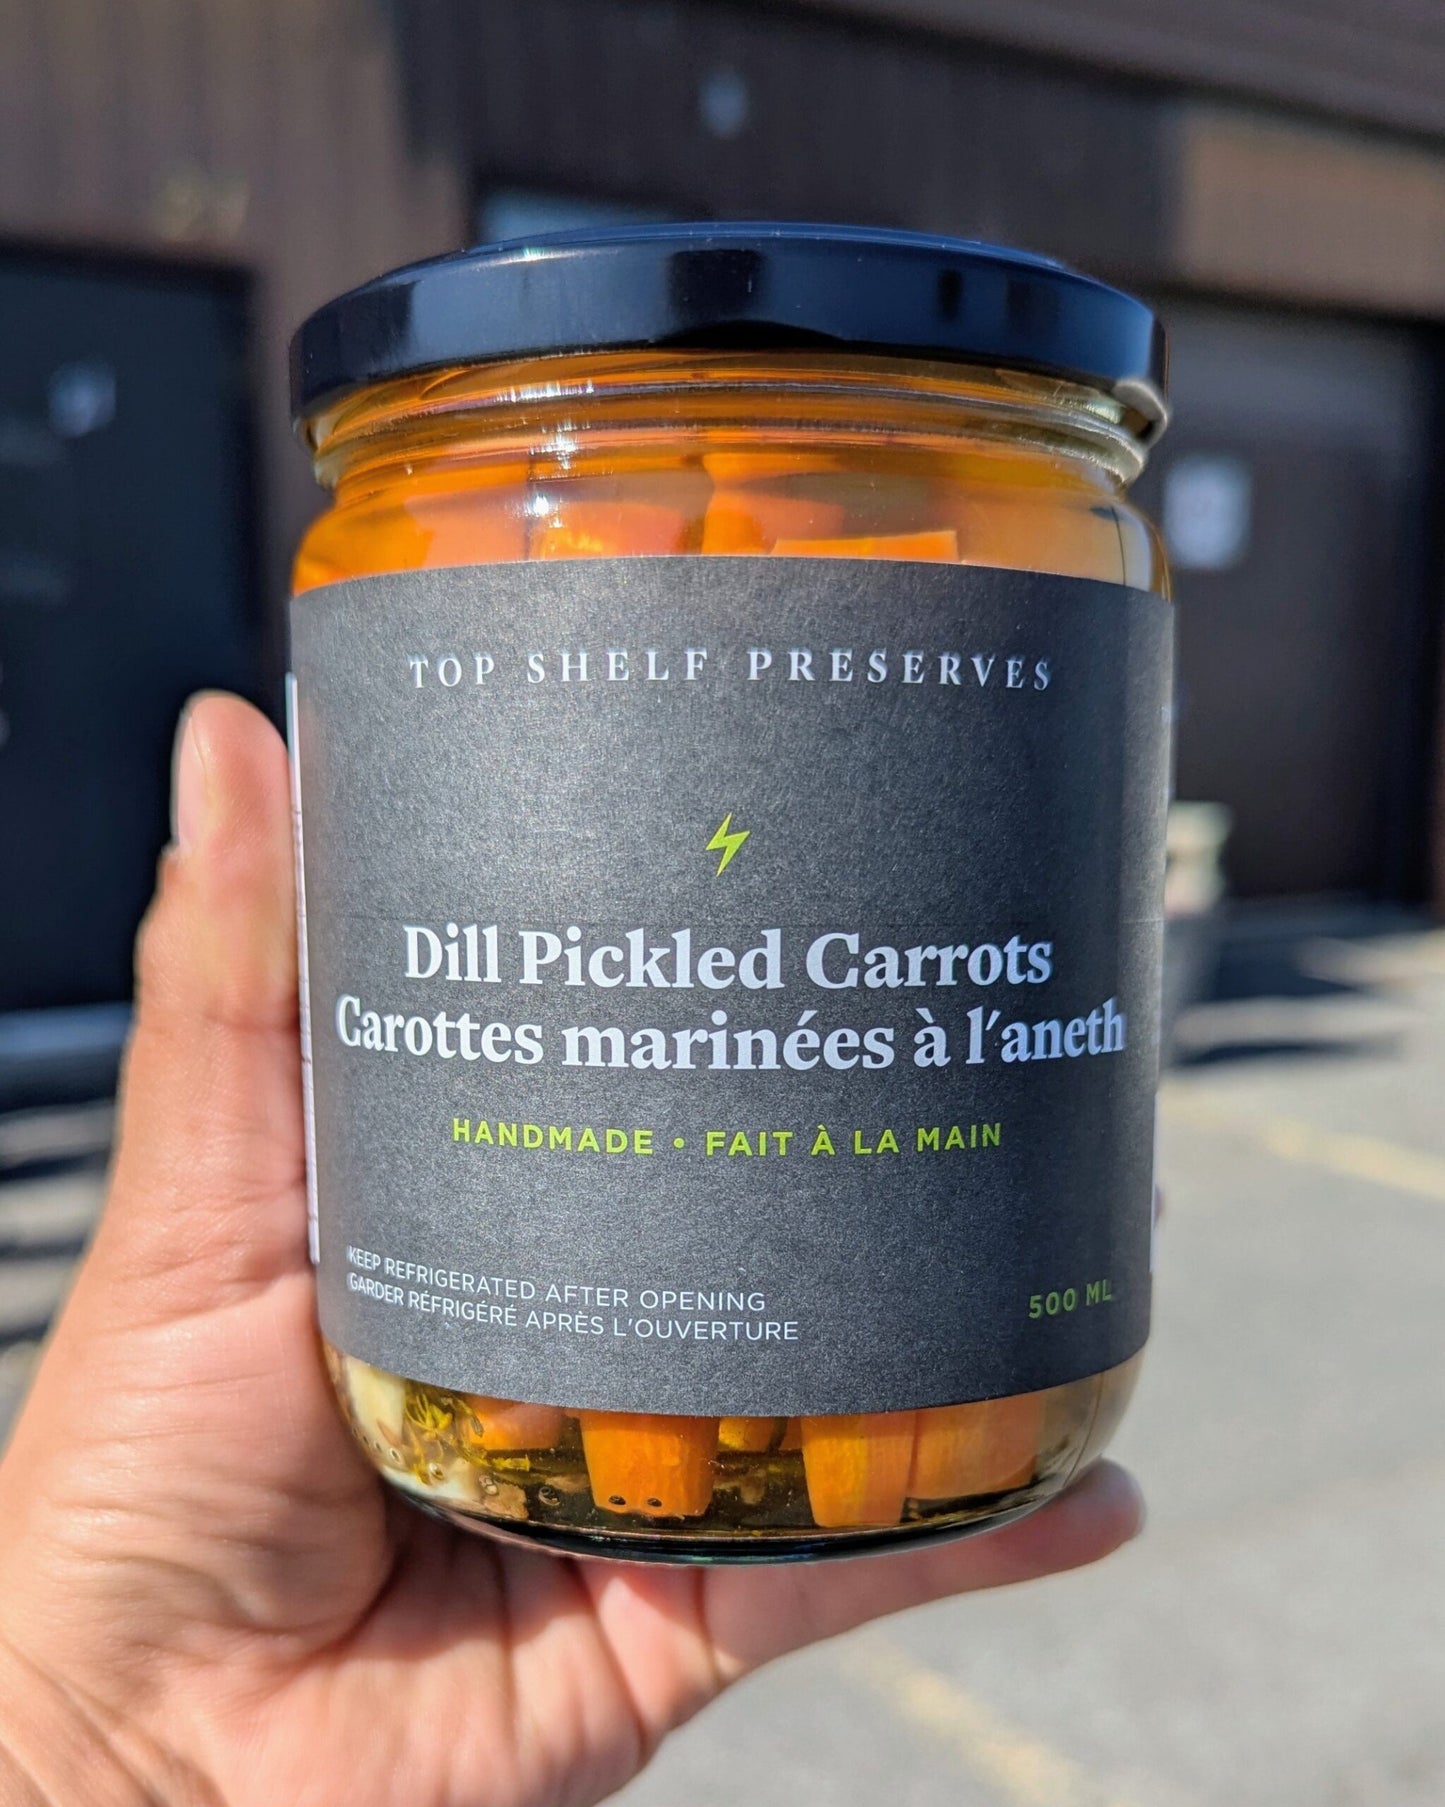 TOP SHELF PRESERVES
Dill Pickled Carrots
Carottes marinées à l'aneth
HANDMADE • FAIT À LA MAIN
KEEP REFRIGERATED AFTER OPENING
GARDER RÉFRIGÉRÉ APRÈS L'OUVERTURE
500 ML